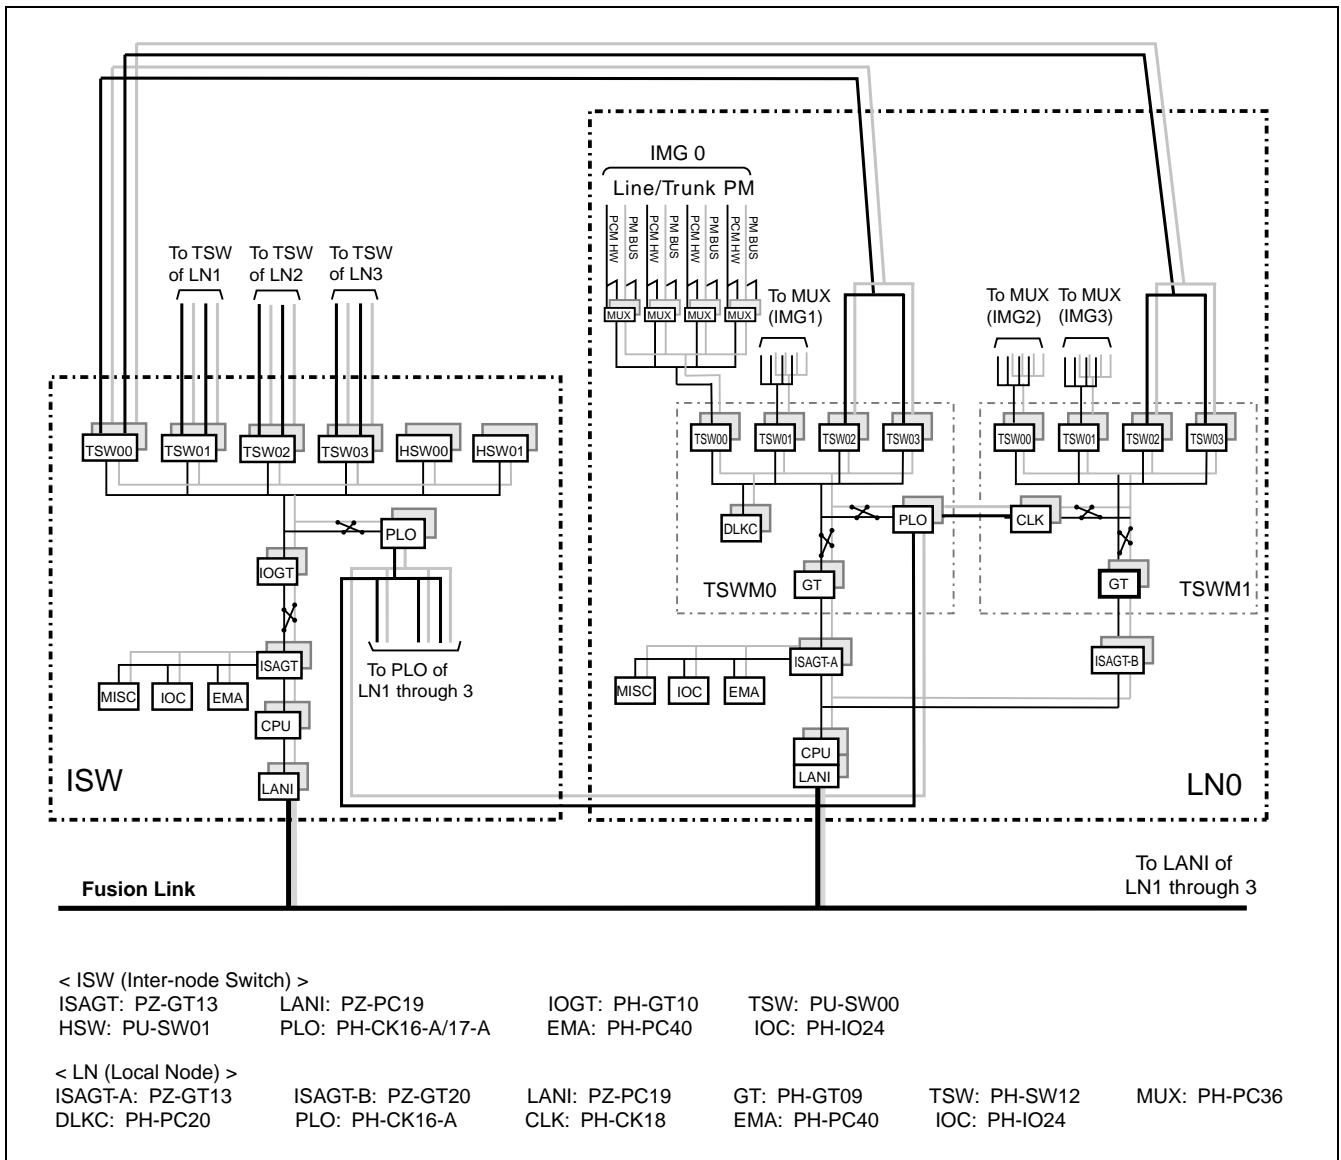 IMG 0
Line/Trunk PM
PCM HW
PM BUS
PCM HW
PM BUS
PCM HW
PM BUS
PCM HW
PM BUS
To TSW
of LN1
To TSW
of LN2
To TSW
of LN3
To MUX
(IMG1)
To MUX
(IMG2)
To MUX
(IMG3)
MUX
MUX
MUX
MUX
TSW00
TSW01
TSW02
TSW03
HSW00
HSW01
TSW00
TSW01
TSW02
TSW03
TSW00
TSW01
TSW02
TSW03
PLO
DLKC
PLO
CLK
IOGT
GT
GT
TSWM0
TSWM1
ISAGT
ISAGT-A
ISAGT-B
To PLO of
LN1 through 3
MISC
IOC
EMA
MISC
IOC
EMA
CPU
CPU
LANI
LANI
ISW
LN0
To LANI of
LN1 through 3
Fusion Link
< ISW (Inter-node Switch) >
ISAGT: PZ-GT13 LANI: PZ-PC19 IOGT: PH-GT10 TSW: PU-SW00
HSW: PU-SW01 PLO: PH-CK16-A/17-A EMA: PH-PC40 IOC: PH-IO24
< LN (Local Node) >
ISAGT-A: PZ-GT13 ISAGT-B: PZ-GT20 LANI: PZ-PC19 GT: PH-GT09 TSW: PH-SW12 MUX: PH-PC36
DLKC: PH-PC20 PLO: PH-CK16-A CLK: PH-CK18 EMA: PH-PC40 IOC: PH-IO24